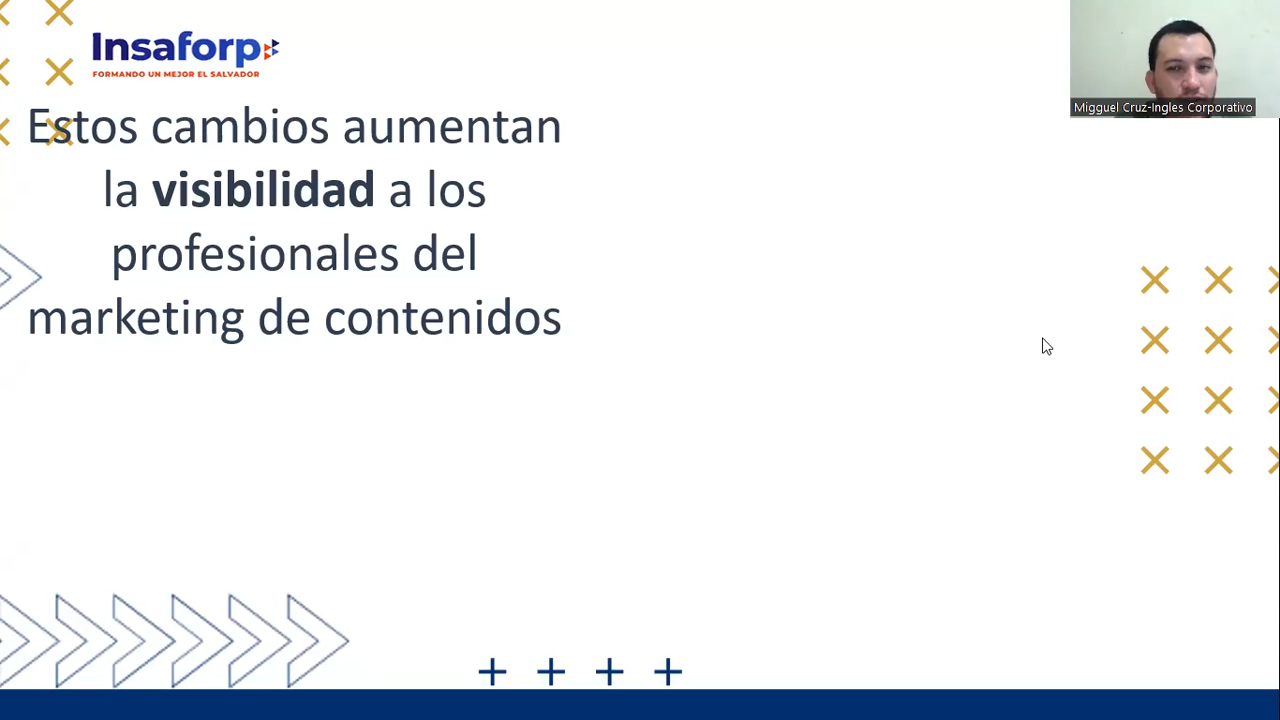 Insaforp
FORMANDO UN MEJOR EL SALVADOR
Migguel Cruz-Ingles Corporativo
Estos cambios aumentan
la visibilidad a los
profesionales del
marketing de contenidos